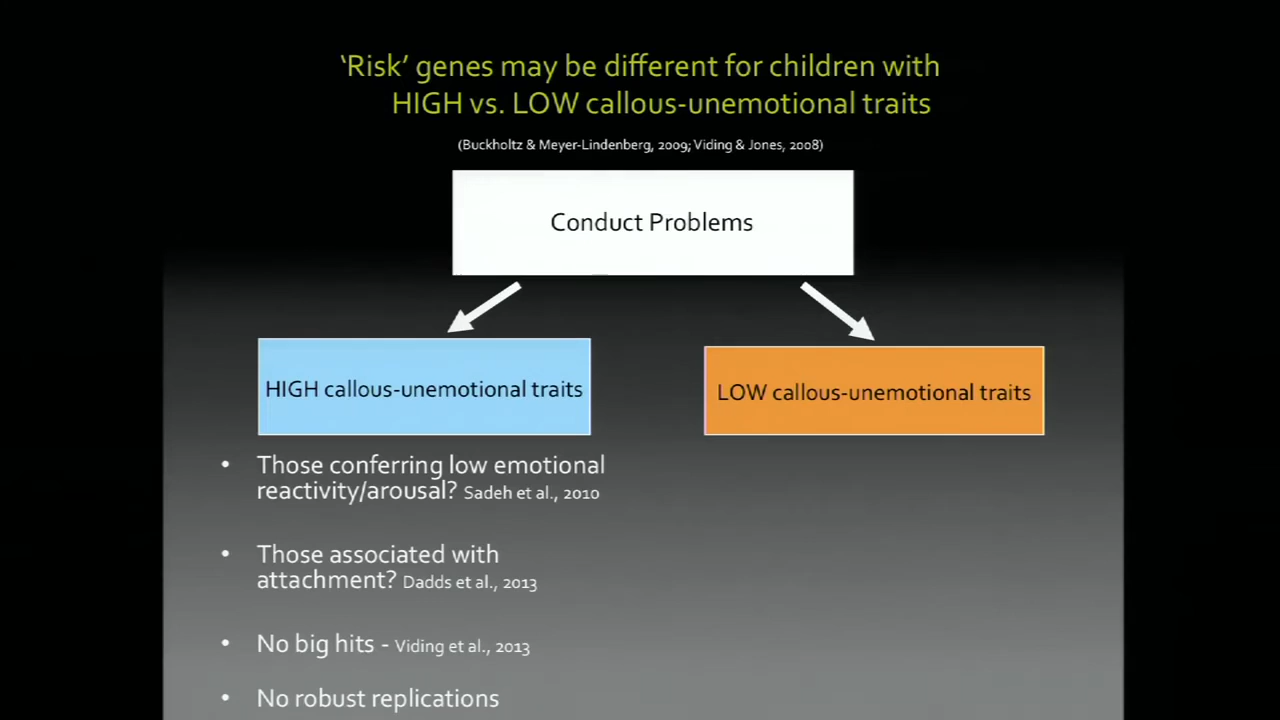 ‘Risk’ genes may be different for children with
HIGH vs. LOW callous-unemotional traits
(Buckholtz & Meyer-Lindenberg, 2009; Viding & Jones, 2008)
Conduct Problems
HIGH callous-unemotional traits
LOW callous-unemotional traits
• Those conferring low emotional
reactivity/arousal? Sadeh et al., 2010
• Those associated with
attachment? Dadds et al., 2013
• No big hits - Viding et al., 2013
• No robust replications